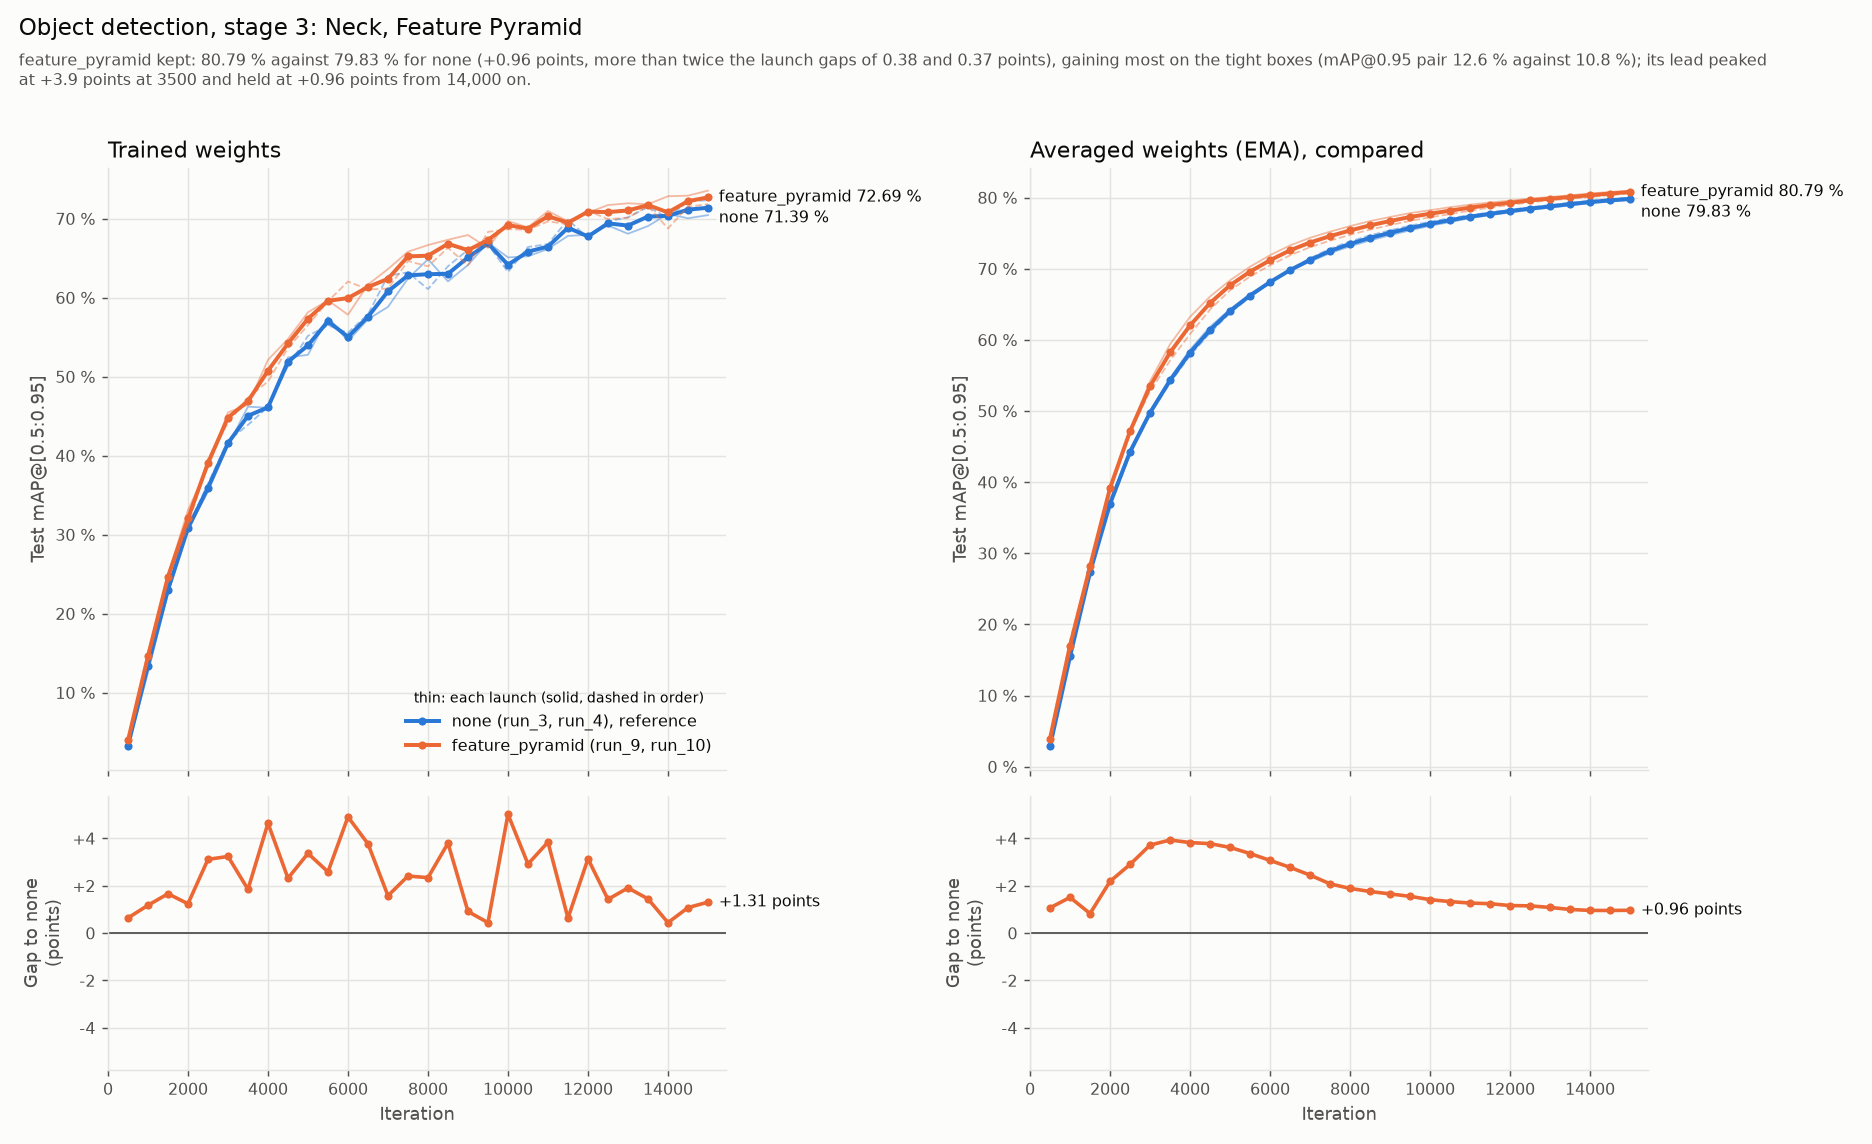 Object detection, stage 3: Neck, Feature Pyramid
feature_pyramid kept: 80.79 % against 79.83 % for none (+0.96 points, more than twice the launch gaps of 0.38 and 0.37 points), gaining most on the tight boxes (mAP@0.95 pair 12.6 % against 10.8 %); its lead peaked
at +3.9 points at 3500 and held at +0.96 points from 14,000 on.
Trained weights
Test mAP@[0.5:0.95]
70 %
60 %
50 %
40 %
30 %
20 %
10 %
feature_pyramid 72.69 %
none 71.39 %
thin: each launch (solid, dashed in order)
none (run_3, run_4), reference
feature_pyramid (run_9, run_10)
Gap to none
(points)
+4
+2
0
-2
-4
+1.31 points
0 2000 4000 6000 8000 10000 12000 14000
Iteration
Averaged weights (EMA), compared
Test mAP@[0.5:0.95]
80 %
70 %
60 %
50 %
40 %
30 %
20 %
10 %
0 %
feature_pyramid 80.79 %
none 79.83 %
Gap to none
(points)
+4
+2
0
-2
-4
+0.96 points
0 2000 4000 6000 8000 10000 12000 14000
Iteration